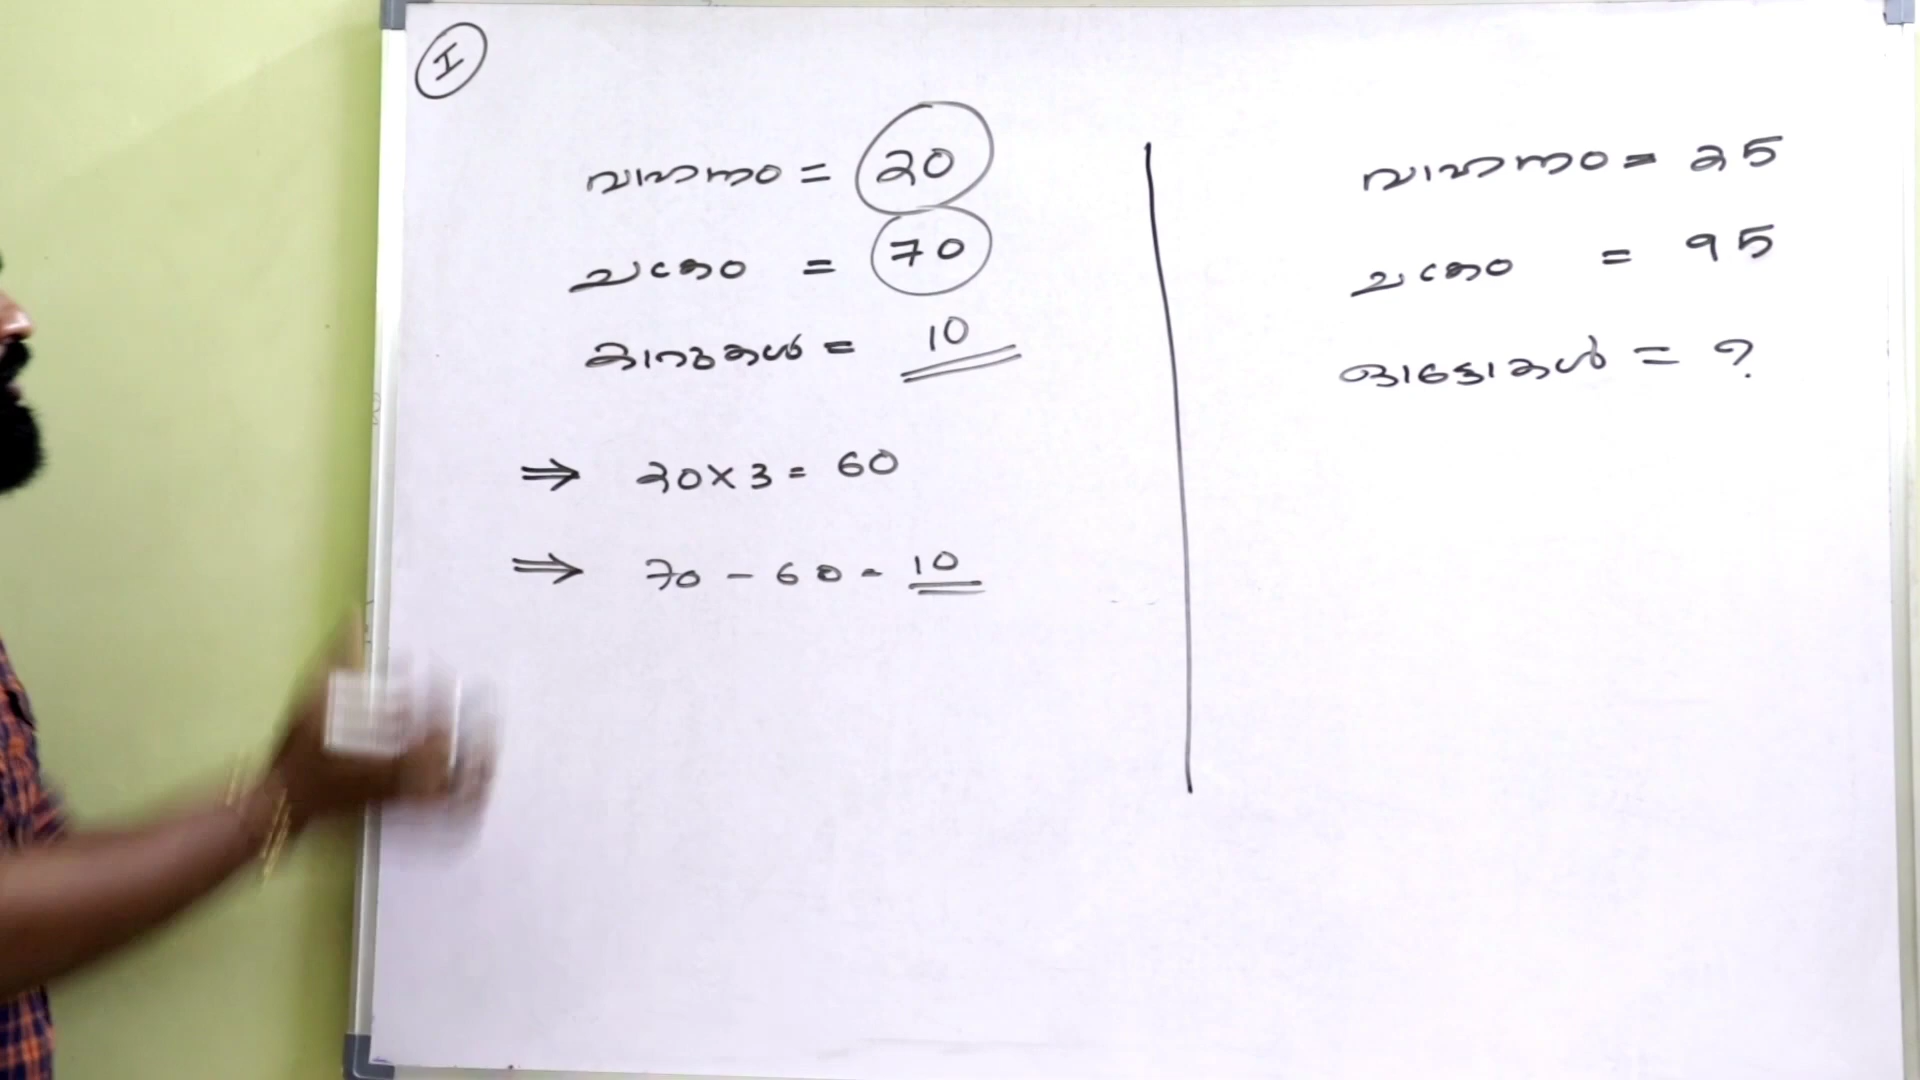 I
വാഹനം = 20
ചക്രം = 70
കാറുകൾ = 10
⇒ 20 × 3 = 60
⇒ 70 - 60 = 10
വാഹനം = 25
ചക്രം = 95
ഓട്ടോകൾ = ?